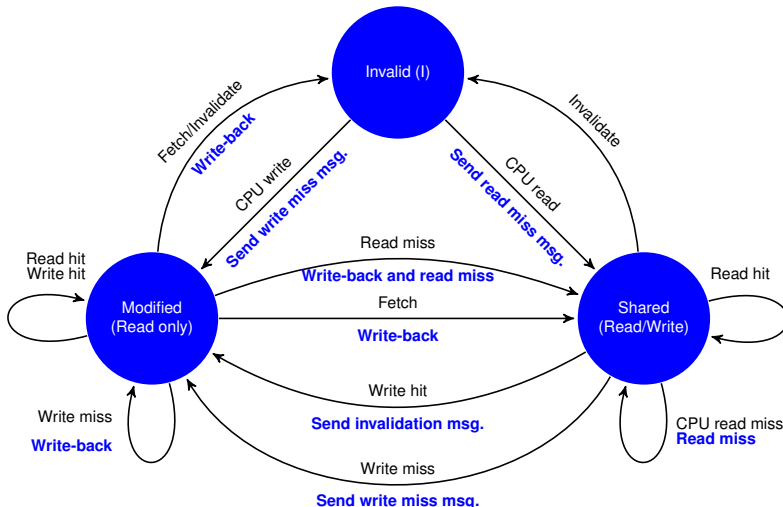 Invalid (I)
Fetch/Invalidate
Write-back
CPU write
Send write miss msg.
CPU read
Send read miss msg.
Invalidate
Read hit
Write hit
Modified
(Read only)
Read miss
Write-back and read miss
Fetch
Write-back
Shared
(Read/Write)
Read hit
Write hit
Send invalidation msg.
Write miss
Write-back
CPU read miss
Read miss
Write miss
Send write miss msg.